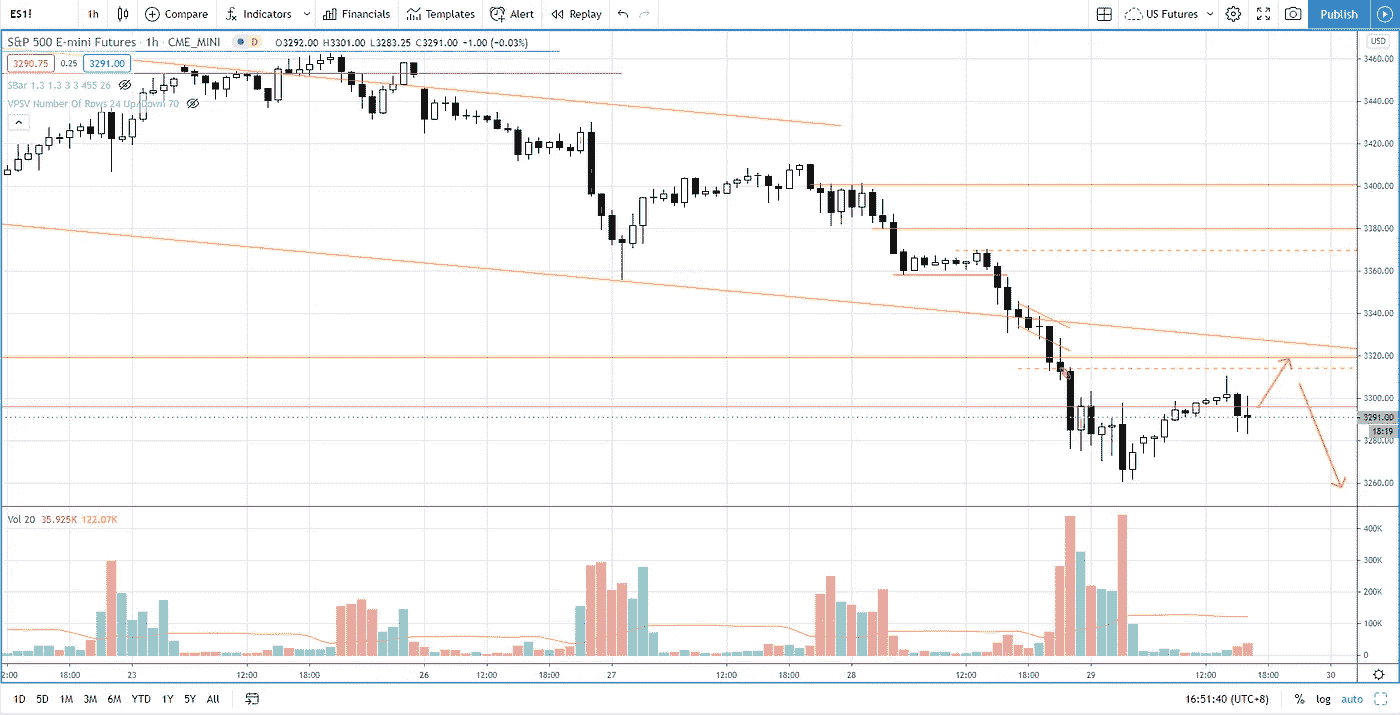 ES1! 1h Compare Indicators Financials Templates Alert Replay US Futures Publish
S&P 500 E-mini Futures · 1h · CME_MINI D O3292.00 H3301.00 L3283.25 C3291.00 -1.00 (-0.03%) USD
3290.75 0.25 3291.00
SBar 1.3 1.3 3 3 455 26
VPSV Number Of Rows 24 Up/Down 70
3460.00
3440.00
3420.00
3400.00
3380.00
3360.00
3340.00
3320.00
3300.00
3291.00
18:19
3280.00
3260.00
Vol 20 35.925K 122.07K
400K
300K
200K
100K
0
2:00 18:00 23 12:00 18:00 26 12:00 18:00 27 12:00 18:00 28 12:00 18:00 29 12:00 18:00 30
1D 5D 1M 3M 6M YTD 1Y 5Y All 16:51:40 (UTC+8) % log auto